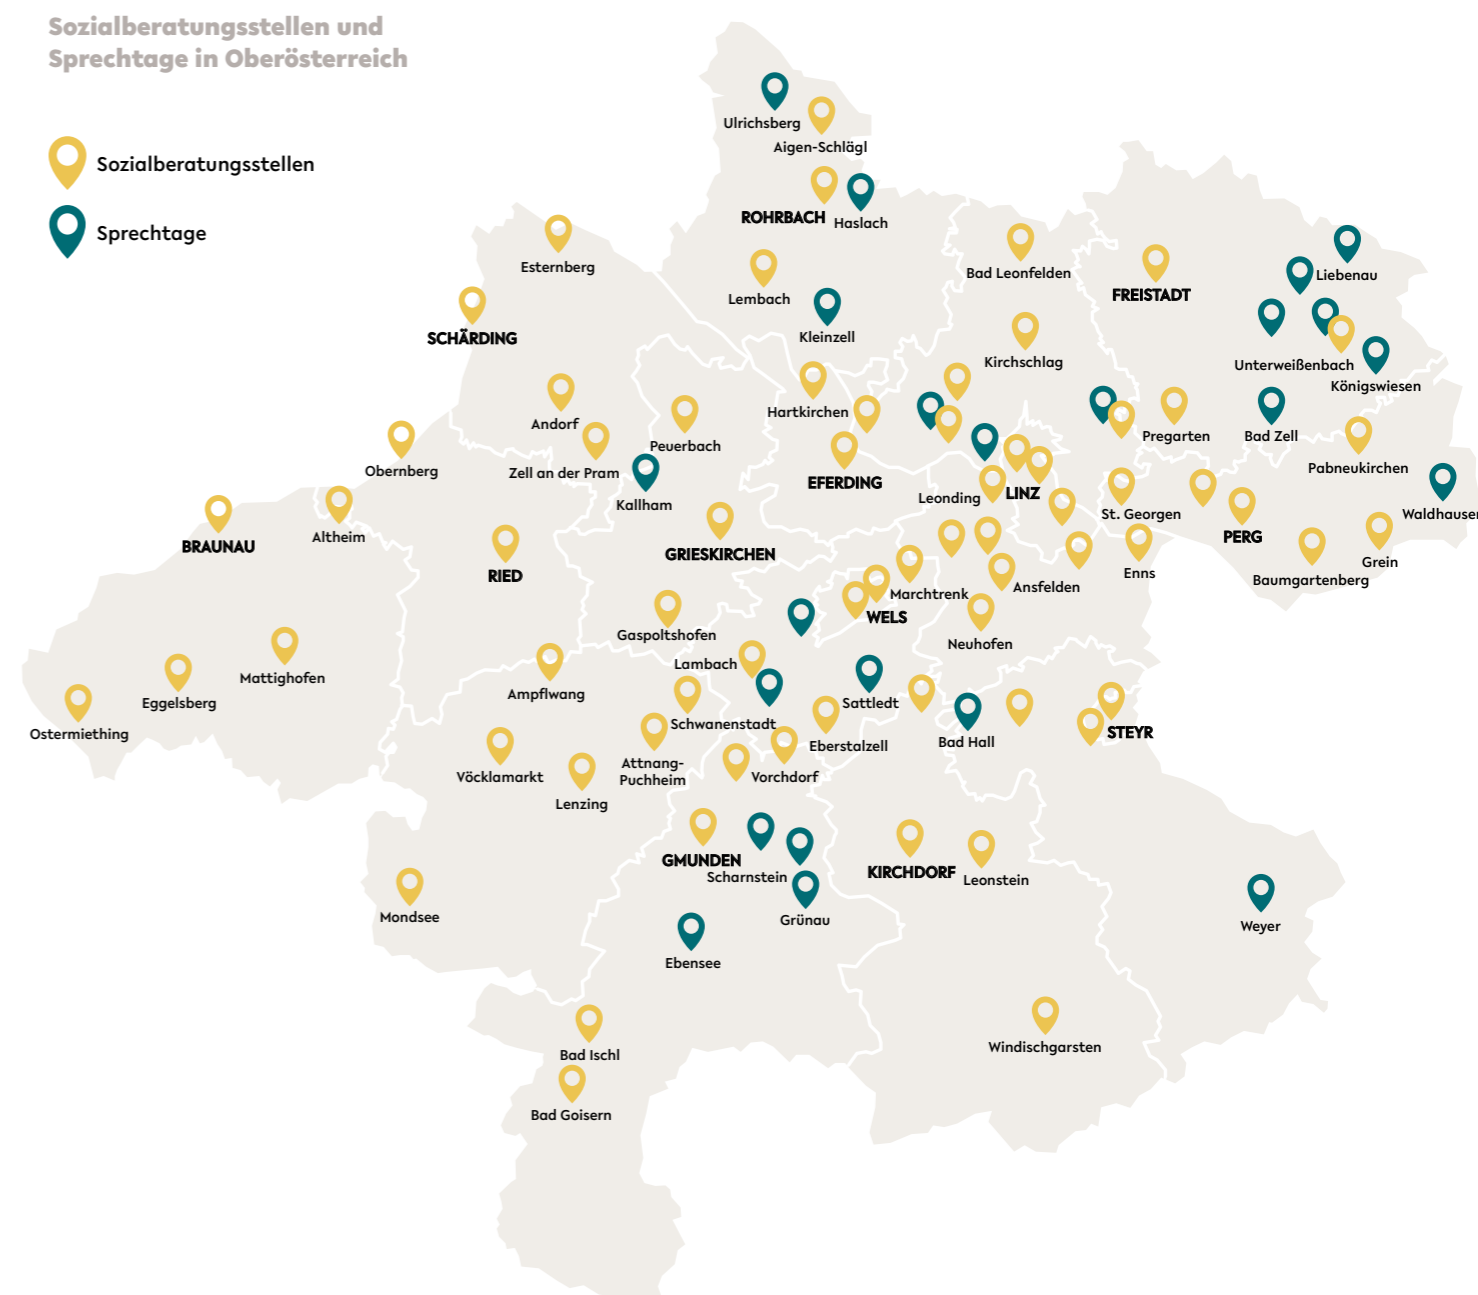 Sozialberatungsstellen und
Sprechtage in Oberösterreich
Sozialberatungsstellen
Sprechtage
Ulrichsberg
Aigen-Schlägl
ROHRBACH
Haslach
Esternberg
Bad Leonfelden
Liebenau
Lembach
FREISTADT
SCHÄRDING
Kleinzell
Kirchschlag
Unterweißenbach
Königswiesen
Hartkirchen
Andorf
Peuerbach
Pregarten
Bad Zell
Obernberg
Zell an der Pram
Pabneukirchen
EFERDING
Leonding
LINZ
Kallham
St. Georgen
Waldhausen
Altheim
BRAUNAU
PERG
GRIESKIRCHEN
Grein
RIED
Enns
Baumgartenberg
Ansfelden
Marchtrenk
WELS
Gaspoltshofen
Neuhofen
Lambach
Mattighofen
Ampflwang
Eggelsberg
Sattledt
Schwanenstadt
Ostermiething
STEYR
Bad Hall
Eberstalzell
Attnang-
Puchheim
Vöcklamarkt
Vorchdorf
Lenzing
GMUNDEN
KIRCHDORF
Scharnstein
Leonstein
Mondsee
Grünau
Weyer
Ebensee
Windischgarsten
Bad Ischl
Bad Goisern